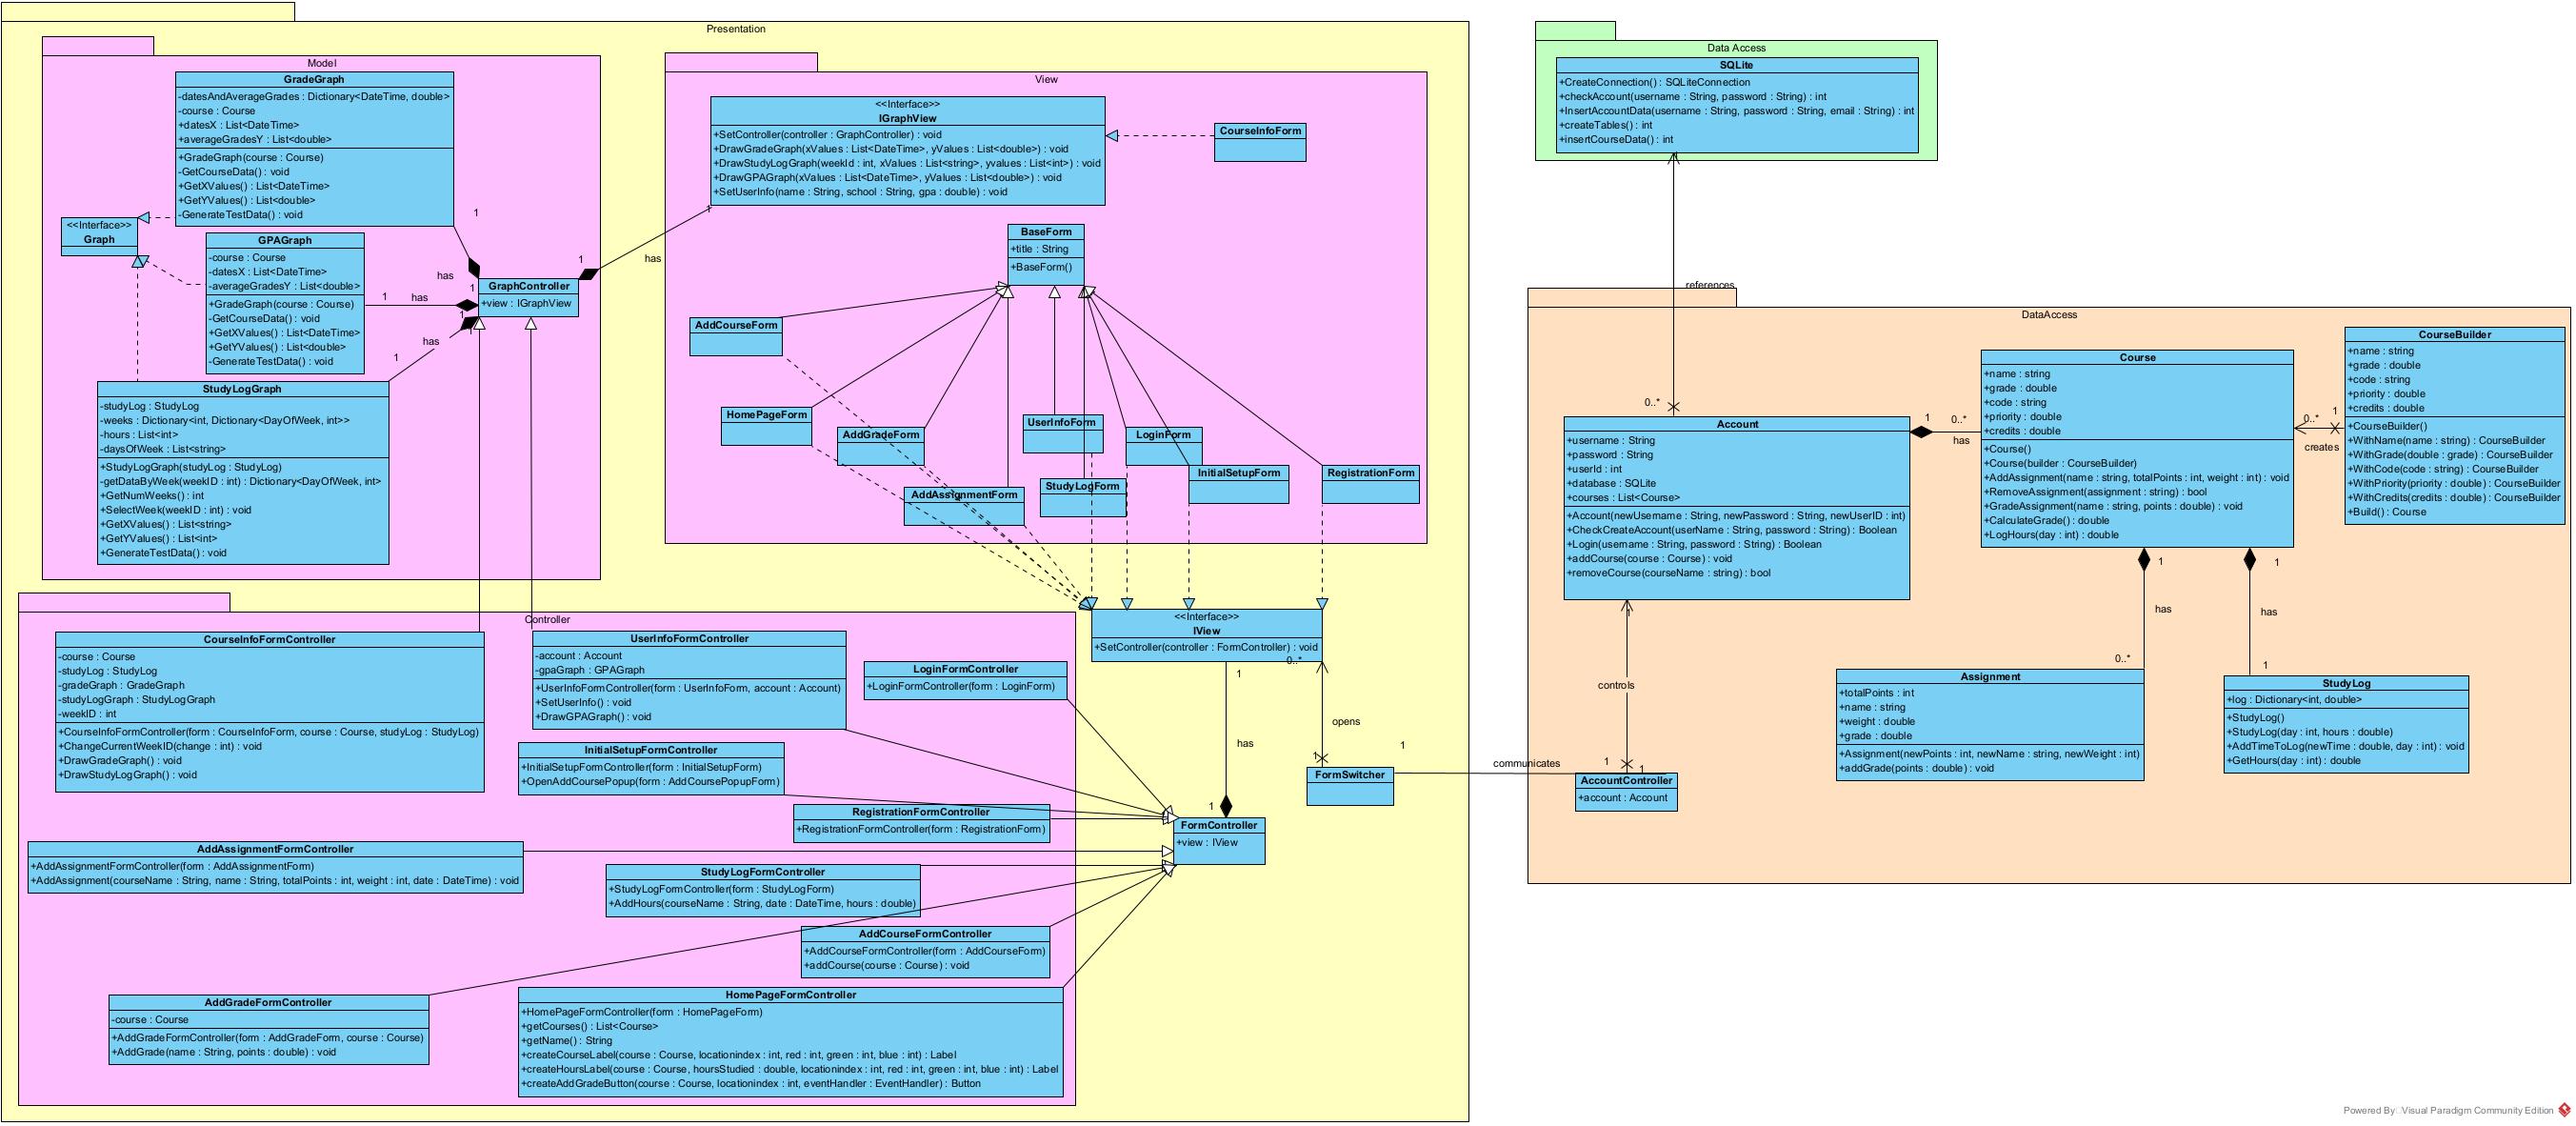 Presentation
Model
GradeGraph
-datesAndAverageGrades : Dictionary<DateTime, double>
-course : Course
+datesX : List<DateTime>
+averageGradesY : List<double>
+GradeGraph(course : Course)
-GetCourseData() : void
+GetXValues() : List<DateTime>
+GetYValues() : List<double>
-GenerateTestData() : void
<<Interface>>
Graph
GPAGraph
-course : Course
-datesX : List<DateTime>
-averageGradesY : List<double>
+GradeGraph(course : Course)
-GetCourseData() : void
+GetXValues() : List<DateTime>
+GetYValues() : List<double>
-GenerateTestData() : void
StudyLogGraph
-studyLog : StudyLog
-weeks : Dictionary<int, Dictionary<DayOfWeek, int>>
-hours : List<int>
-daysOfWeek : List<string>
+StudyLogGraph(studyLog : StudyLog)
-getDataByWeek(weekID : int) : Dictionary<DayOfWeek, int>
+GetNumWeeks() : int
+SelectWeek(weekID : int) : void
+GetXValues() : List<string>
+GetYValues() : List<int>
+GenerateTestData() : void
GraphController
+view : IGraphView
1
has
1
1
has
1
1
has
1
has
1
View
<<Interface>>
IGraphView
+SetController(controller : GraphController) : void
+DrawGradeGraph(xValues : List<DateTime>, yValues : List<double>) : void
+DrawStudyLogGraph(weekId : int, xValues : List<string>, yvalues : List<int>) : void
+DrawGPAGraph(xValues : List<DateTime>, yValues : List<double>) : void
+SetUserInfo(name : String, school : String, gpa : double) : void
CourseInfoForm
BaseForm
+title : String
+BaseForm()
AddCourseForm
HomePageForm
AddGradeForm
AddAssignmentForm
UserInfoForm
StudyLogForm
LoginForm
InitialSetupForm
RegistrationForm
<<Interface>>
IView
+SetController(controller : FormController) : void
0..*
1
has
1
opens
1
FormSwitcher
1
communicates
1
FormController
+view : IView
Controller
CourseInfoFormController
-course : Course
-studyLog : StudyLog
-gradeGraph : GradeGraph
-studyLogGraph : StudyLogGraph
-weekID : int
+CourseInfoFormController(form : CourseInfoForm, course : Course, studyLog : StudyLog)
+ChangeCurrentWeekID(change : int) : void
+DrawGradeGraph() : void
+DrawStudyLogGraph() : void
UserInfoFormController
-account : Account
-gpaGraph : GPAGraph
+UserInfoFormController(form : UserInfoForm, account : Account)
+SetUserInfo() : void
+DrawGPAGraph() : void
LoginFormController
+LoginFormController(form : LoginForm)
InitialSetupFormController
+InitialSetupFormController(form : InitialSetupForm)
+OpenAddCoursePopup(form : AddCoursePopupForm)
RegistrationFormController
+RegistrationFormController(form : RegistrationForm)
AddAssignmentFormController
+AddAssignmentFormController(form : AddAssignmentForm)
+AddAssignment(courseName : String, name : String, totalPoints : int, weight : int, date : DateTime) : void
StudyLogFormController
+StudyLogFormController(form : StudyLogForm)
+AddHours(courseName : String, date : DateTime, hours : double)
AddCourseFormController
+AddCourseFormController(form : AddCourseForm)
+addCourse(course : Course) : void
AddGradeFormController
-course : Course
+AddGradeFormController(form : AddGradeForm, course : Course)
+AddGrade(name : String, points : double) : void
HomePageFormController
+HomePageFormController(form : HomePageForm)
+getCourses() : List<Course>
+getName() : String
+createCourseLabel(course : Course, locationindex : int, red : int, green : int, blue : int) : Label
+createHoursLabel(course : Course, hoursStudied : double, locationindex : int, red : int, green : int, blue : int) : Label
+createAddGradeButton(course : Course, locationindex : int, eventHandler : EventHandler) : Button
Data Access
SQLite
+CreateConnection() : SQLiteConnection
+checkAccount(username : String, password : String) : int
+InsertAccountData(username : String, password : String, email : String) : int
+createTables() : int
+insertCourseData() : int
references
0..*
DataAccess
Account
+username : String
+password : String
+userId : int
+database : SQLite
+courses : List<Course>
+Account(newUsername : String, newPassword : String, newUserID : int)
+CheckCreateAccount(userName : String, password : String) : Boolean
+Login(username : String, password : String) : Boolean
+addCourse(course : Course) : void
+removeCourse(courseName : string) : bool
1
0..*
has
Course
+name : string
+grade : double
+code : string
+priority : double
+credits : double
+Course()
+Course(builder : CourseBuilder)
+AddAssignment(name : string, totalPoints : int, weight : int) : void
+RemoveAssignment(assignment : string) : bool
+GradeAssignment(name : string, points : double) : void
+CalculateGrade() : double
+LogHours(day : int) : double
0..*
1
creates
CourseBuilder
+name : string
+grade : double
+code : string
+priority : double
+credits : double
+CourseBuilder()
+WithName(name : string) : CourseBuilder
+WithGrade(double : grade) : CourseBuilder
+WithCode(code : string) : CourseBuilder
+WithPriority(priority : double) : CourseBuilder
+WithCredits(credits : double) : CourseBuilder
+Build() : Course
1
has
0..*
1
has
1
Assignment
+totalPoints : int
+name : string
+weight : double
+grade : double
+Assignment(newPoints : int, newName : string, newWeight : int)
+addGrade(points : double) : void
StudyLog
+log : Dictionary<int, double>
+StudyLog()
+StudyLog(day : int, hours : double)
+AddTimeToLog(newTime : double, day : int) : void
+GetHours(day : int) : double
1
controls
1
AccountController
+account : Account
Powered By Visual Paradigm Community Edition